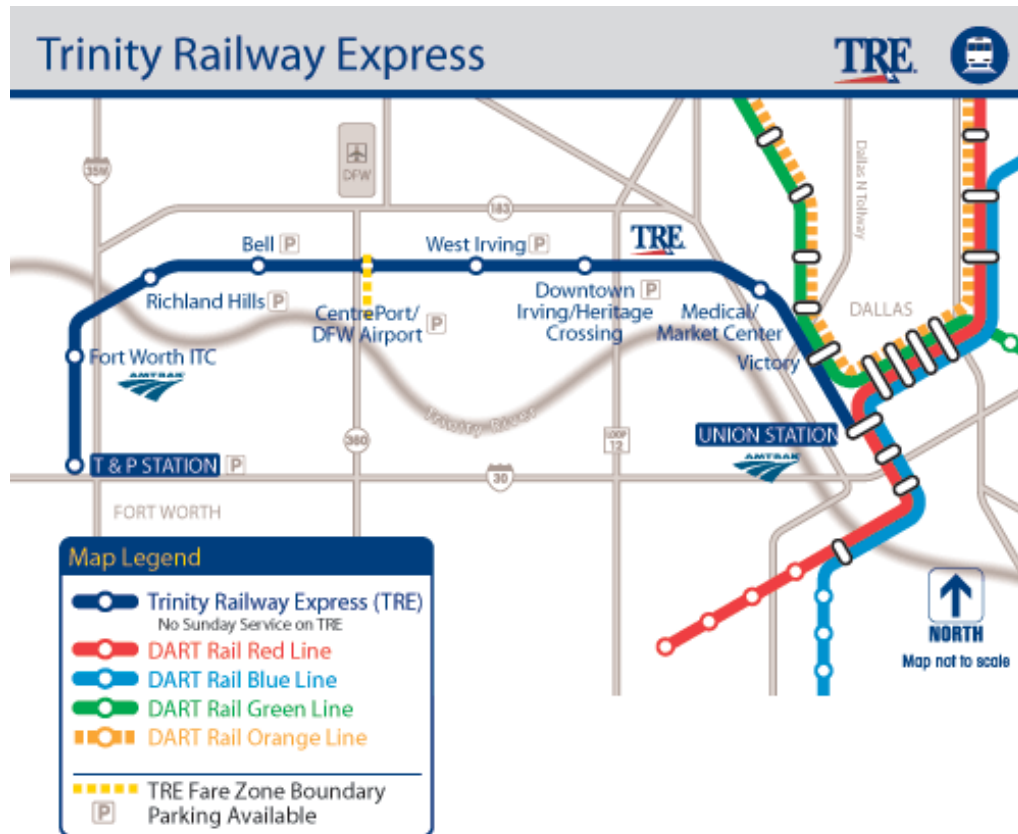 Trinity Railway Express
TRE
35W
DFW
183
Dallas N Tollway
Bell P
West Irving P
TRE
Richland Hills P
CentrePort/
DFW Airport P
Downtown P
Irving/Heritage
Crossing
Medical/
Market Center
DALLAS
Victory
Fort Worth ITC
AMTRAK
Trinity River
360
LOOP
12
UNION STATION
AMTRAK
T & P STATION P
30
FORT WORTH
Map Legend
Trinity Railway Express (TRE)
No Sunday Service on TRE
DART Rail Red Line
DART Rail Blue Line
DART Rail Green Line
DART Rail Orange Line
TRE Fare Zone Boundary
P Parking Available
NORTH
Map not to scale